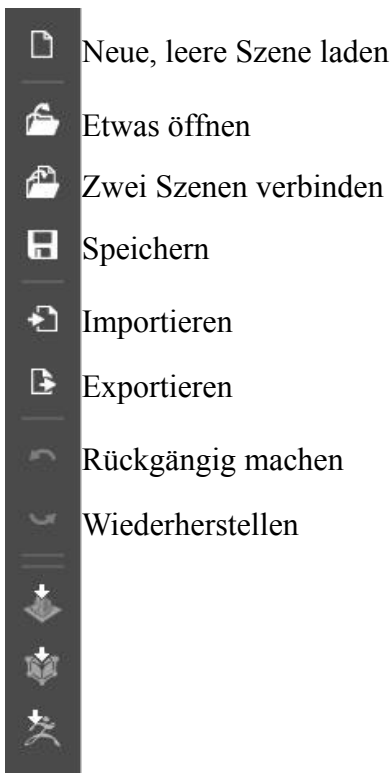 Neue, leere Szene laden
Etwas öffnen
Zwei Szenen verbinden
Speichern
Importieren
Exportieren
Rückgängig machen
Wiederherstellen